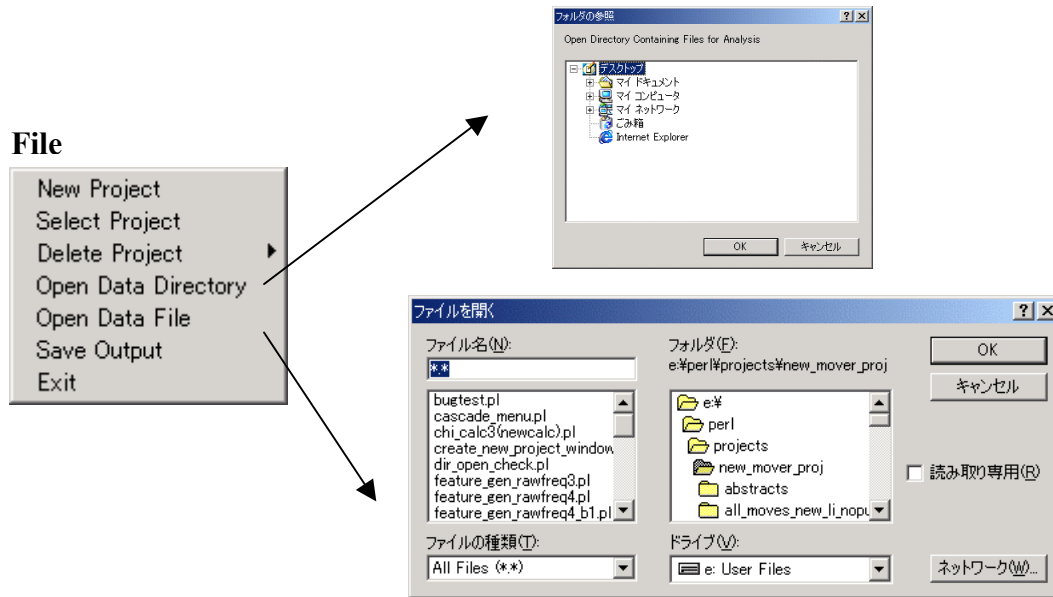 File
New Project
Select Project
Delete Project
Open Data Directory
Open Data File
Save Output
Exit
フォルダの参照
Open Directory Containing Files for Analysis
デスクトップ
マイ ドキュメント
マイ コンピュータ
マイ ネットワーク
ごみ箱
Internet Explorer
OK
キャンセル
ファイルを開く
ファイル名(N):
*.*
bugtest.pl
cascade_menu.pl
chi_calc3(newcalc).pl
create_new_project_window
dir_open_check.pl
feature_gen_rawfreq3.pl
feature_gen_rawfreq4.pl
feature_gen_rawfreq4_b1.pl
ファイルの種類(T):
All Files (*.*)
フォルダ(F):
e:¥perl¥projects¥new_mover_proj
e:¥
perl
projects
new_mover_proj
abstracts
all_moves_new_li_nopu
ドライブ(V):
e: User Files
OK
キャンセル
読み取り専用(R)
ネットワーク(W)...